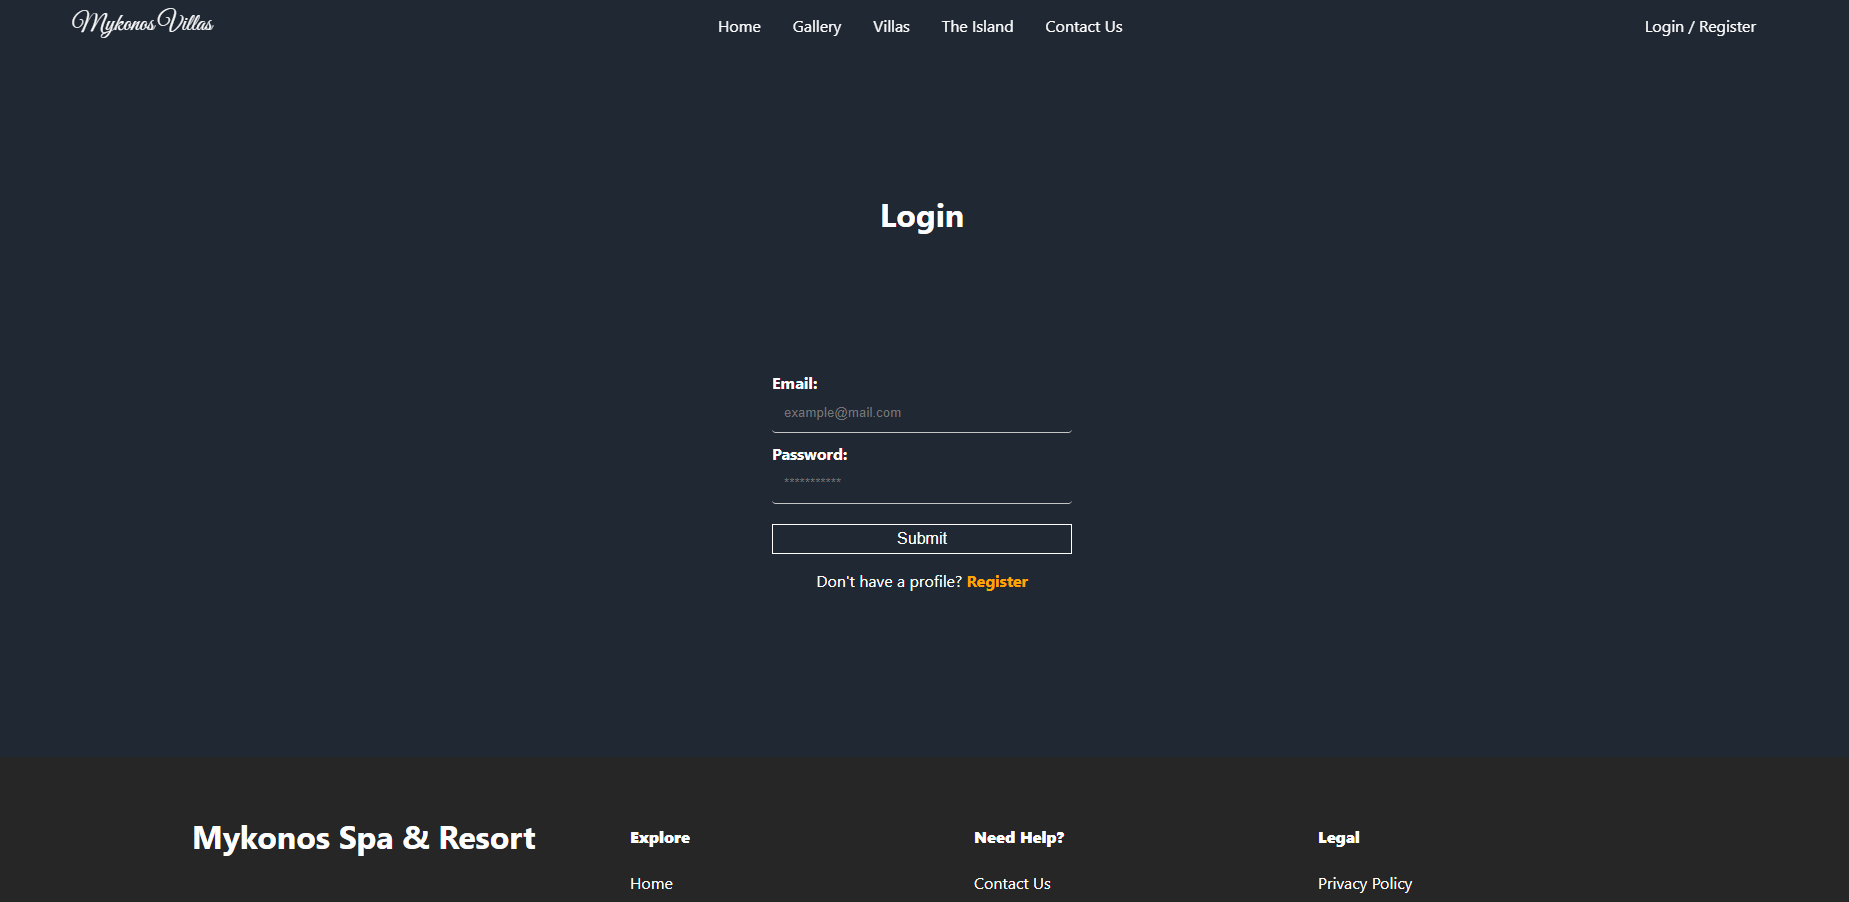 Mykonos Villas
Home Gallery Villas The Island Contact Us
Login / Register
Login
Email:
example@mail.com
Password:
***********
Submit
Don't have a profile? Register
Mykonos Spa & Resort
Explore
Home
Need Help?
Contact Us
Legal
Privacy Policy